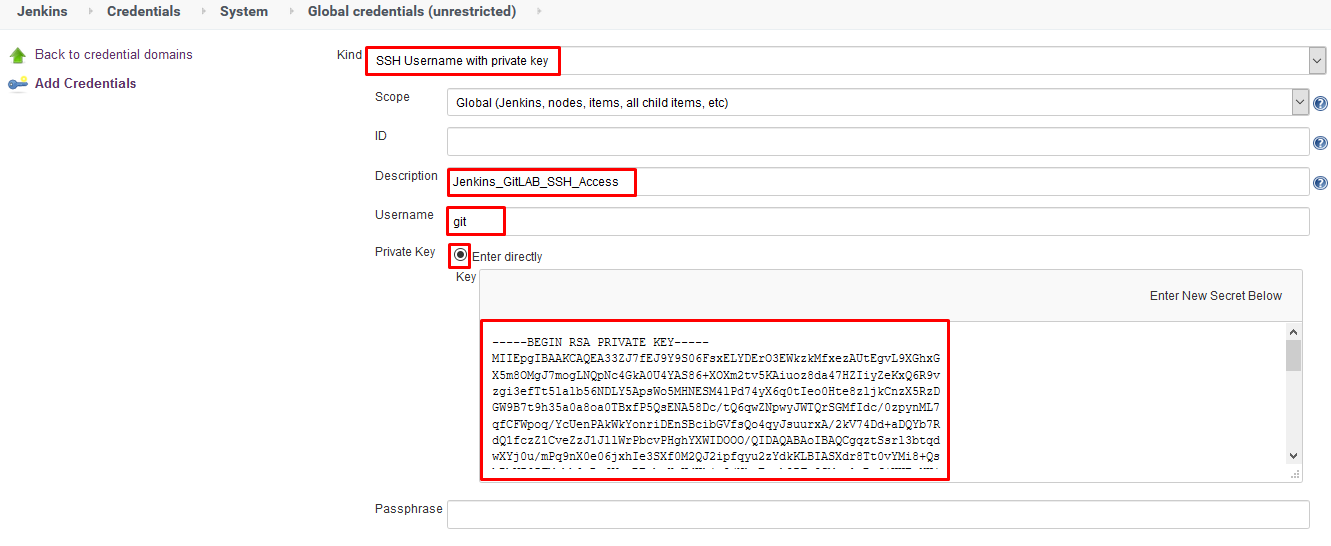 Jenkins Credentials System Global credentials (unrestricted)
Back to credential domains
Add Credentials
Kind SSH Username with private key
Scope Global (Jenkins, nodes, items, all child items, etc)
ID
Description Jenkins_GitLAB_SSH_Access
Username git
Private Key Enter directly
Key
Enter New Secret Below
-----BEGIN RSA PRIVATE KEY-----
MIIEpgIBAAKCAQEA33ZJ7fEJ9Y9S06FsxELYDErO3EWkzkMfxezAUtEgvL9XGhxG
X5m8OMgJ7mogLNQpNc4GkA0U4YAS86+XOXm2tv5KAiuoz8da47HZIiyZeKxQ6R9v
zgi3efTt5lalb56NDLY5ApsWo5MHNESM4lPd74yX6q0tIeo0Hte8zljkCnzX5RzD
GW9B7t9h35a0a8oa0TBxfP5QsENA58Dc/tQ6qwZNpwyJWTQrSGMfIdc/0zpynML7
qfCFWpoq/YcUenPAkWkYonriDEnSBcibGVfsQo4qyJsuurxA/2kV74Dd+aDQYb7R
dQ1fczZ1CveZzJ1JllWrPbcvPHghYXWIDOOO/QIDAQABAoIBAQCgqztSsrl3btqd
wXYj0u/mPq9nX0e06jxhIe3SXf0M2QJ2ipfqyu2zYdkKLBIASXdr8Tt0vYMi8+Qs
Passphrase